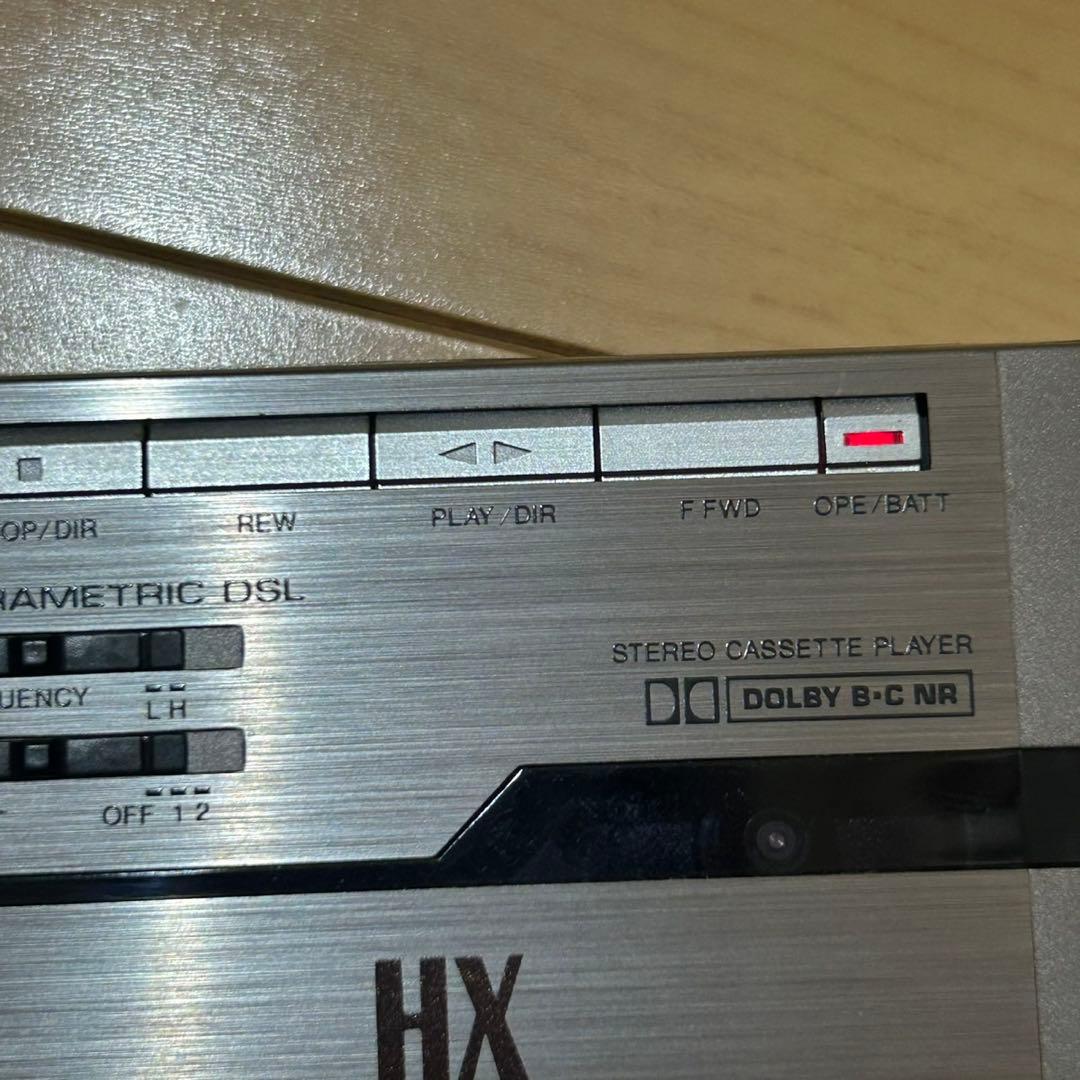 OP/DIR REW PLAY/DIR F FWD OPE/BATT
RAMETRIC DSL
STEREO CASSETTE PLAYER
UENCY L H
DOLBY B·C NR
OFF 1 2
HX